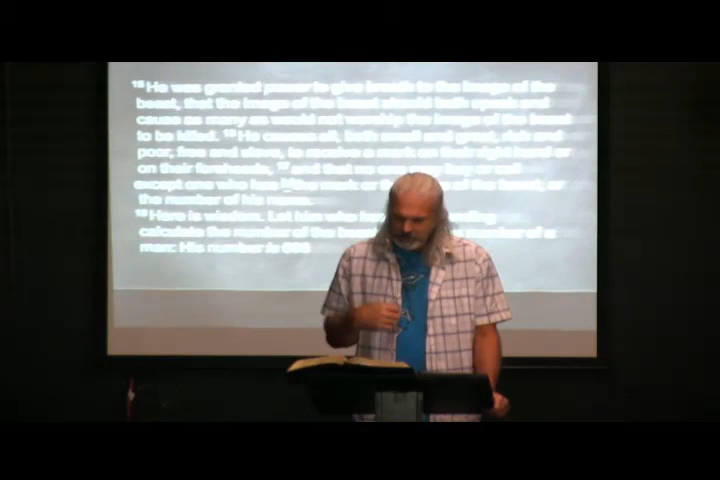 15 He was granted power to give breath to the image of the
beast, that the image of the beast should both speak and
cause as many as would not worship the image of the beast
to be killed. 16 He causes all, both small and great, rich and
poor, free and slave, to receive a mark on their right hand or
on their foreheads, 17 and that no one may buy or sell
except one who has the mark or the of the beast, or
the number of his name.
18 Here is wisdom. Let him who
calculate the number of the beast of a
man: His number is 666